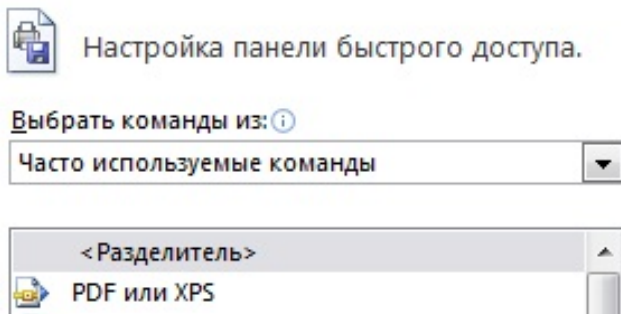 Настройка панели быстрого доступа.
Выбрать команды из:
Часто используемые команды
<Разделитель>
PDF или XPS